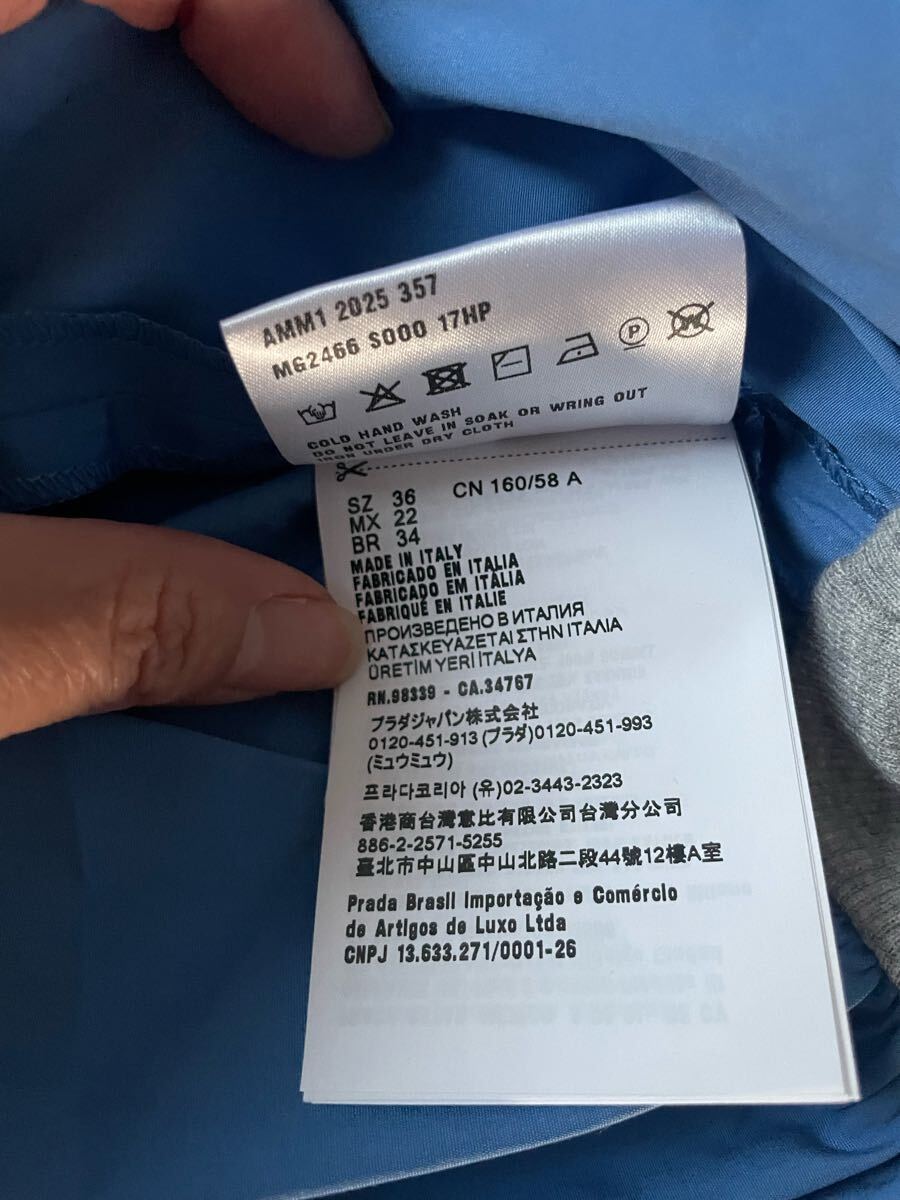 AMM1 2025 357
MG2466 S000 17HP
P W
COLD HAND WASH
DO NOT LEAVE IN SOAK OR WRING OUT
IRON UNDER DRY CLOTH
SZ 36 CN 160/58 A
MX 22
BR 34
MADE IN ITALY
FABRICADO EN ITALIA
FABRICADO EM ITÁLIA
FABRIQUÉ EN ITALIE
ПРОИЗВЕДЕНО В ИТАЛИЯ
ΚΑΤΑΣΚΕΥΑΖΕΤΑΙ ΣΤΗΝ ΙΤΑΛΙΑ
ÜRETİM YERİ İTALYA
RN.98339 - CA.34767
プラダジャパン株式会社
0120-451-913 (プラダ)0120-451-993
(ミュウミュウ)
프라다코리아 (유)02-3443-2323
香港商台灣意比有限公司台灣分公司
886-2-2571-5255
臺北市中山區中山北路二段44號12樓A室
Prada Brasil Importação e Comércio
de Artigos de Luxo Ltda
CNPJ 13.633.271/0001-26